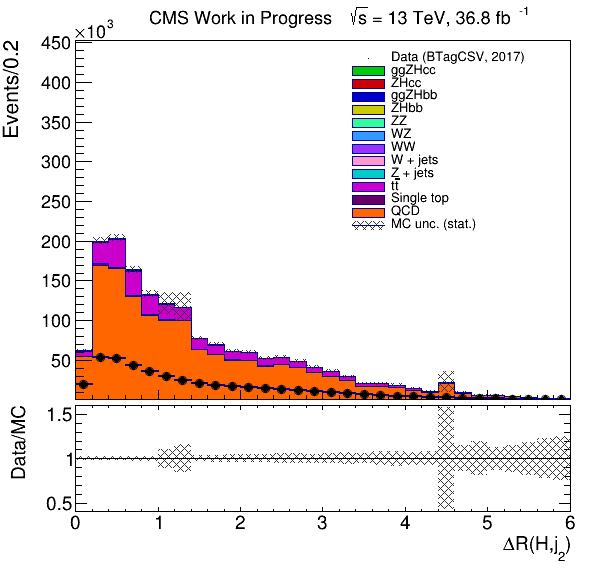 CMS Work in Progress √s = 13 TeV, 36.8 fb⁻¹
×10³
Events/0.2
450
400
350
300
250
200
150
100
50
Data (BTagCSV, 2017)
ggZHcc
ZHcc
ggZHbb
ZHbb
ZZ
WZ
WW
W + jets
Z + jets
tt̅
Single top
QCD
MC unc. (stat.)
Data/MC
1.5
1
0.5
0 1 2 3 4 5 6
ΔR(H,j₂)